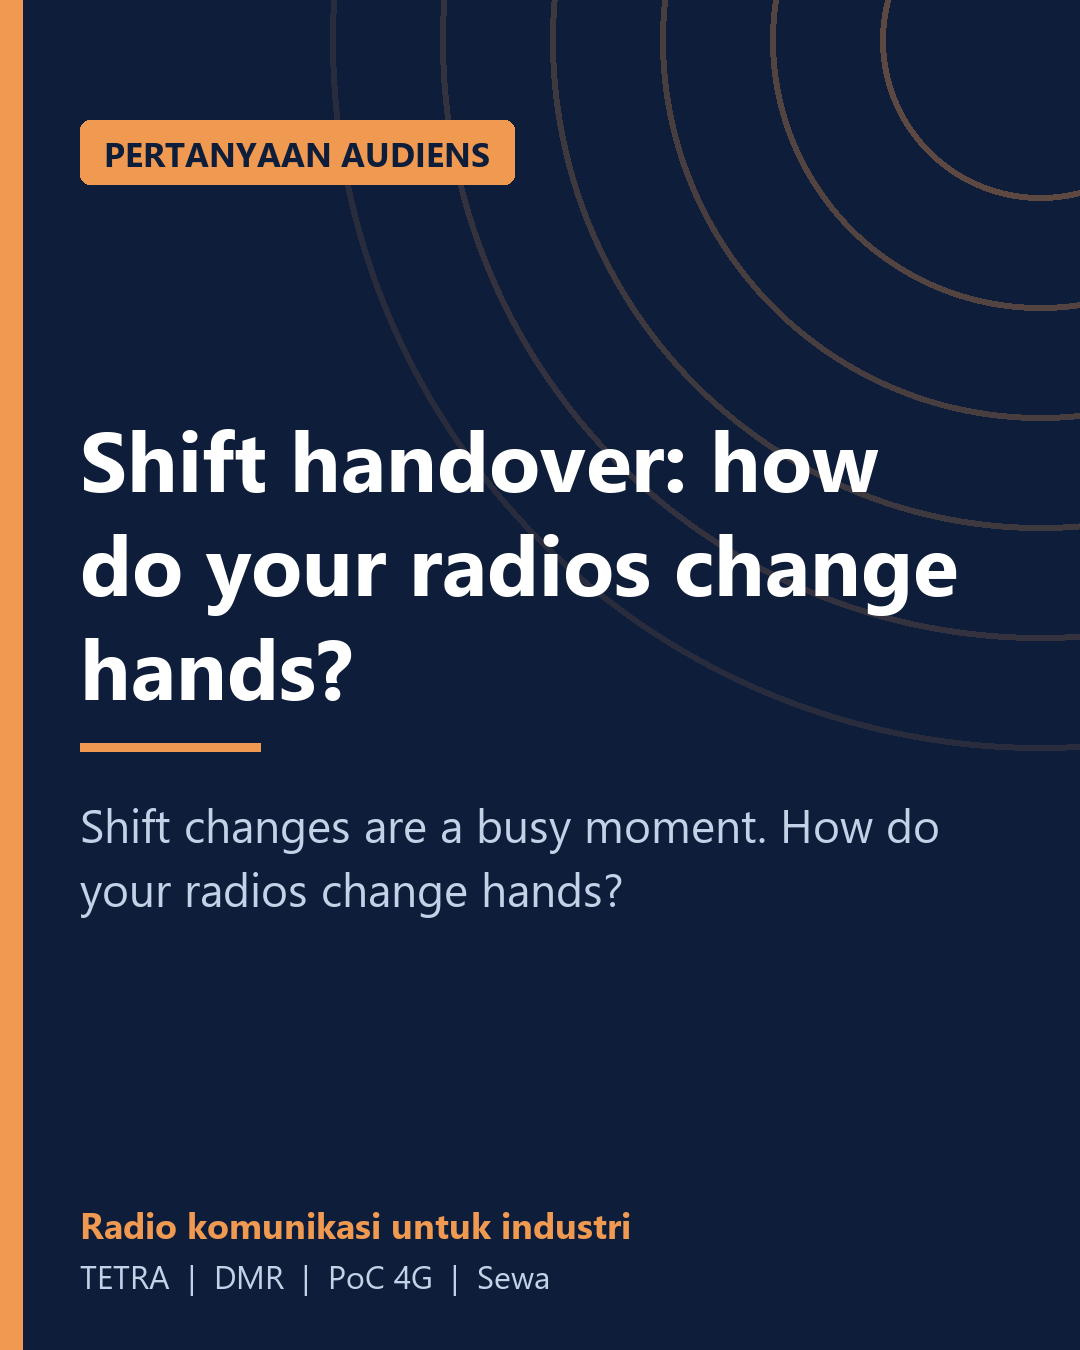 PERTANYAAN AUDIENS
Shift handover: how
do your radios change
hands?
Shift changes are a busy moment. How do
your radios change hands?
Radio komunikasi untuk industri
TETRA | DMR | PoC 4G | Sewa